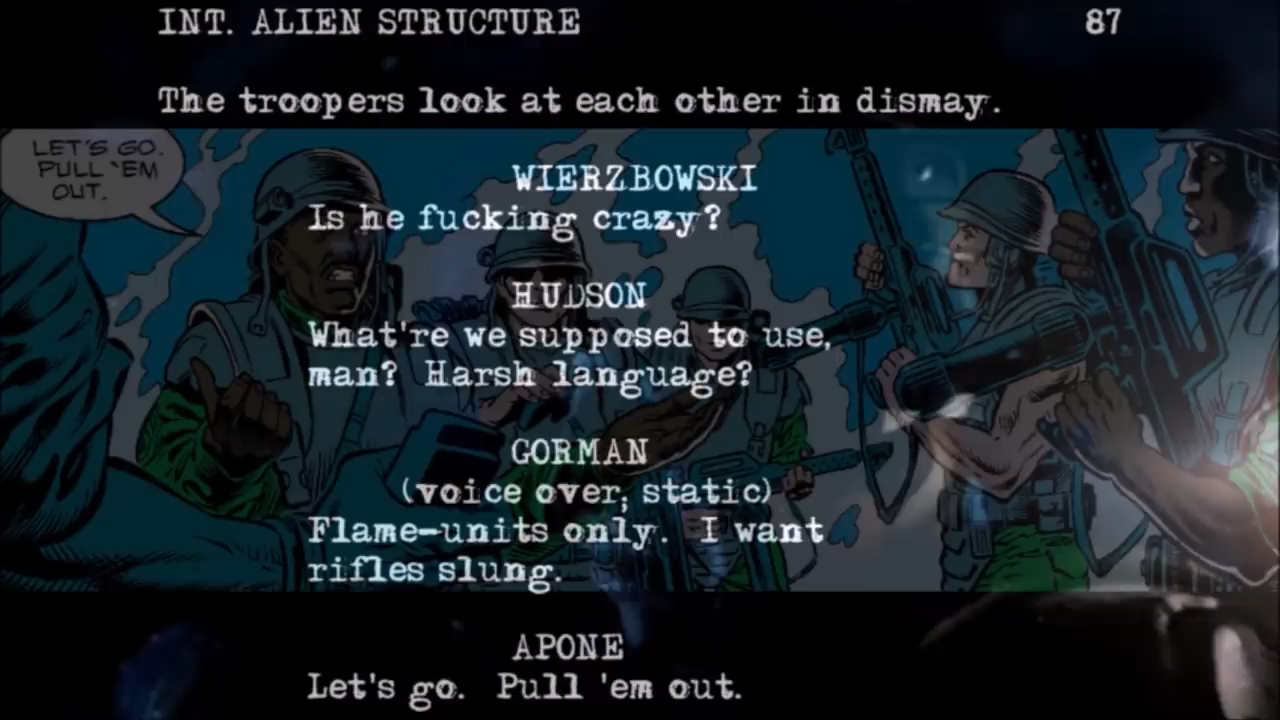 INT. ALIEN STRUCTURE 87
The troopers look at each other in dismay.
LET'S GO.
PULL 'EM
OUT.
WIERZBOWSKI
Is he fucking crazy?
HUDSON
What're we supposed to use,
man? Harsh language?
GORMAN
(voice over, static)
Flame-units only. I want
rifles slung.
APONE
Let's go. Pull 'em out.